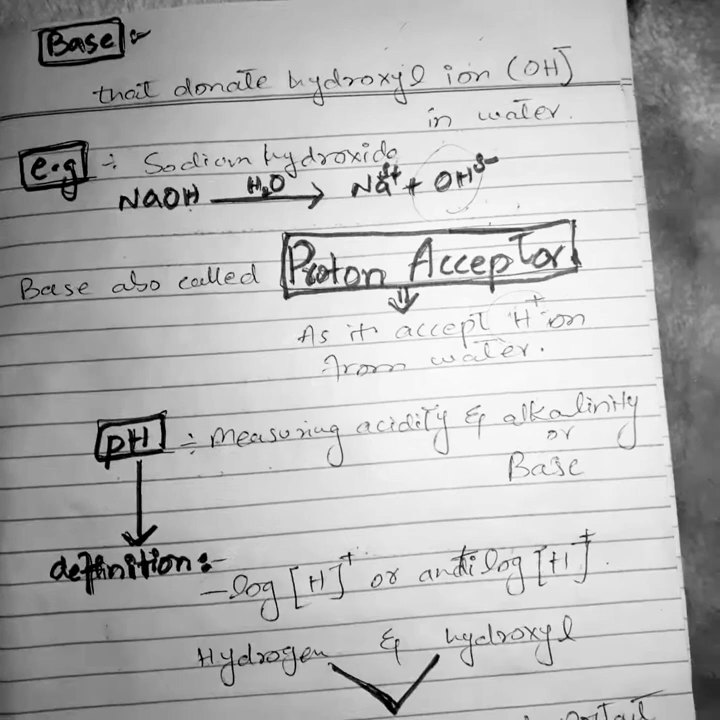 Base :-
that donate hydroxyl ion (OH)⁻
in water.
e.g ÷ Sodium hydroxide
NaOH —H₂O→ Na^δ+ + OH^δ-
Base also called Proton Acceptor
⇓
As it accept H⁺ ion
from water.
pH ÷ measuring acidity & alkalinity
or
Base
definition :-
-log [H]⁺ or antilog [H]⁺.
Hydrogen & hydroxyl